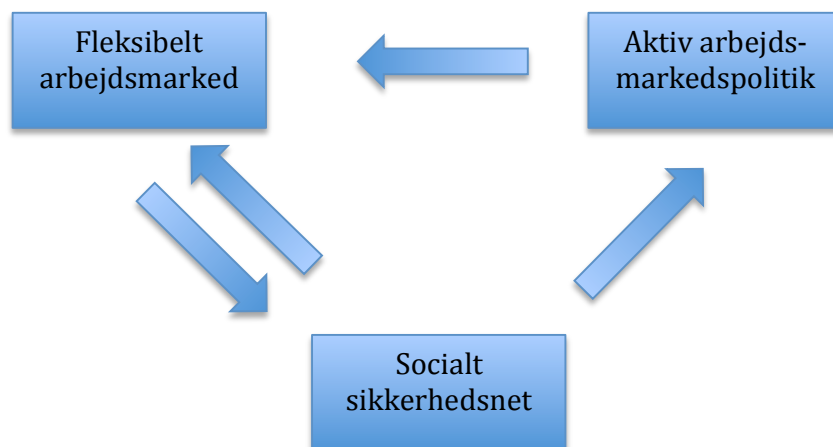 Fleksibelt
arbejdsmarked
Aktiv arbejds-
markedspolitik
Socialt
sikkerhedsnet